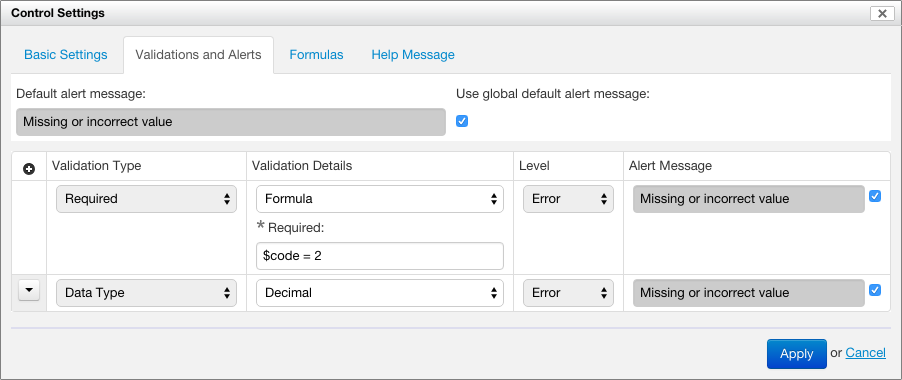 Control Settings
Basic Settings Validations and Alerts Formulas Help Message
Default alert message: Use global default alert message:
Missing or incorrect value
Validation Type Validation Details Level Alert Message
Required Formula Error Missing or incorrect value
* Required:
$code = 2
Data Type Decimal Error Missing or incorrect value
Apply or Cancel